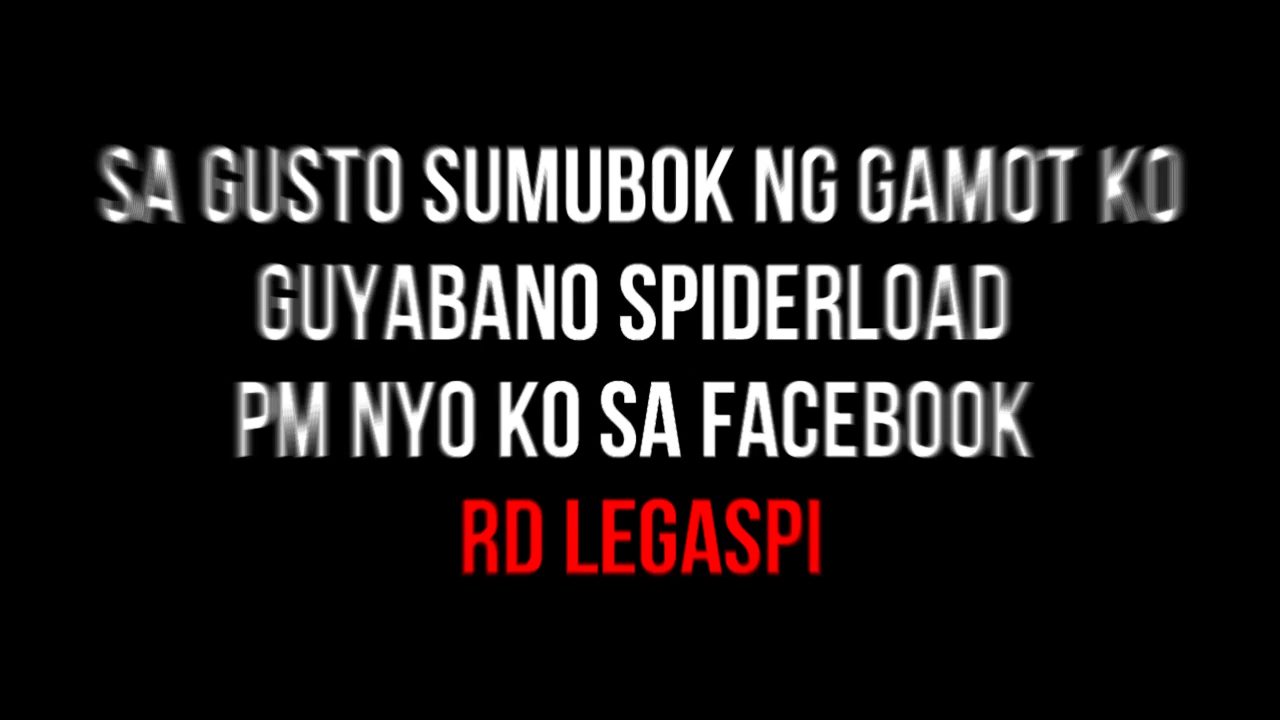 SA GUSTO SUMUBOK NG GAMOT KO
GUYABANO SPIDERLOAD
PM NYO KO SA FACEBOOK
RD LEGASPI